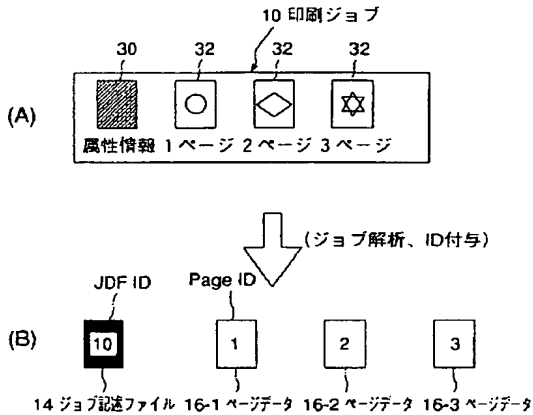 10 印刷ジョブ
30 32 32 32
(A)
属性情報 1 ページ 2 ページ 3 ページ
(ジョブ解析、ID付与)
JDF ID Page ID
(B)
10 1 2 3
14 ジョブ記述ファイル 16-1 ページデータ 16-2 ページデータ 16-3 ページデータ